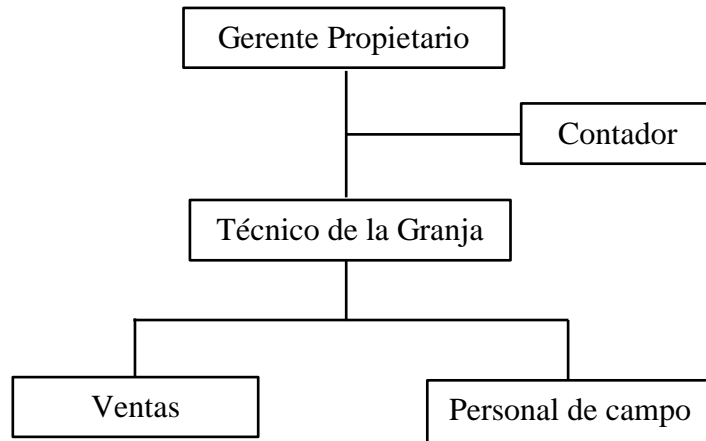 Gerente Propietario
Contador
Técnico de la Granja
Ventas
Personal de campo